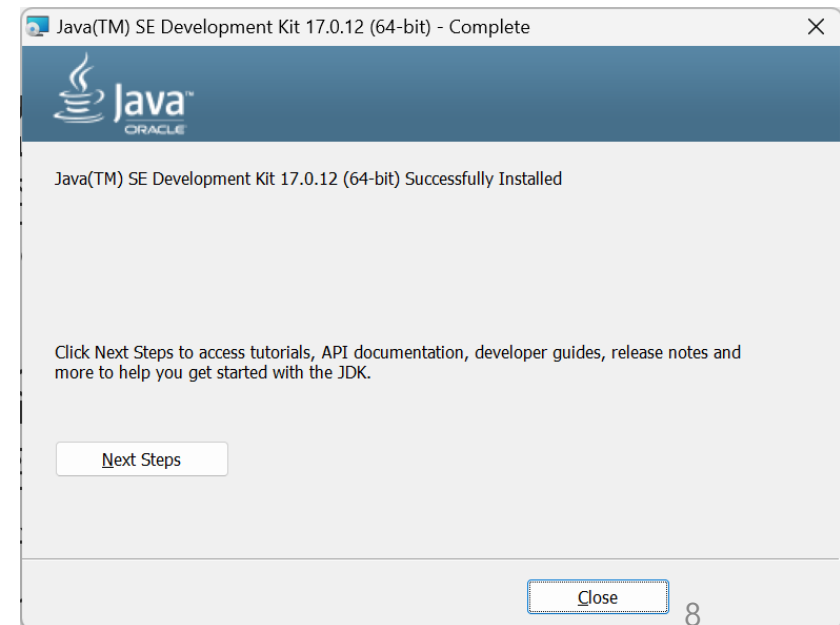 Java(TM) SE Development Kit 17.0.12 (64-bit) - Complete
Java™
ORACLE
Java(TM) SE Development Kit 17.0.12 (64-bit) Successfully Installed
Click Next Steps to access tutorials, API documentation, developer guides, release notes and
more to help you get started with the JDK.
Next Steps
Close
8